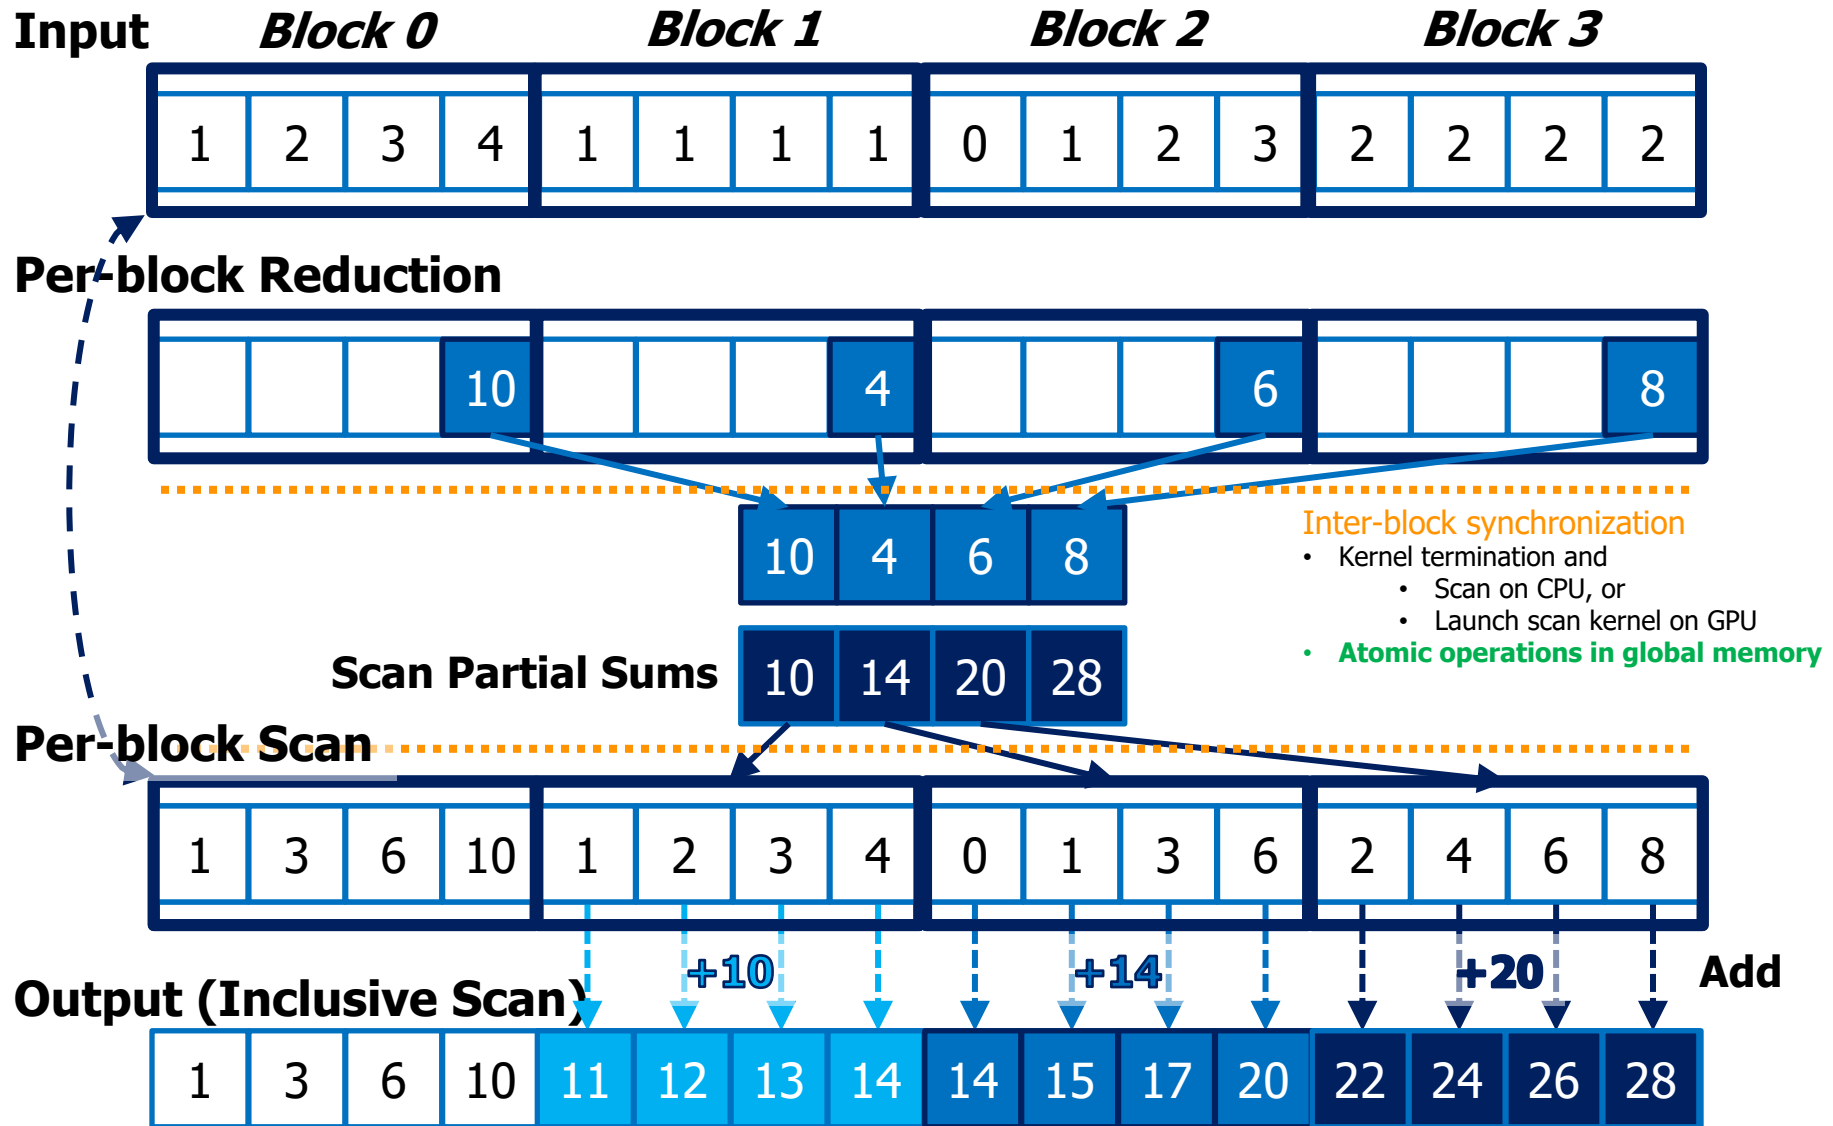 Input Block 0 Block 1 Block 2 Block 3
1 2 3 4 1 1 1 1 0 1 2 3 2 2 2 2
Per-block Reduction
10 4 6 8
Inter-block synchronization
• Kernel termination and
• Scan on CPU, or
• Launch scan kernel on GPU
• Atomic operations in global memory
10 4 6 8
Scan Partial Sums 10 14 20 28
Per-block Scan
1 3 6 10 1 2 3 4 0 1 3 6 2 4 6 8
+10 +14 +20 Add
Output (Inclusive Scan)
1 3 6 10 11 12 13 14 14 15 17 20 22 24 26 28